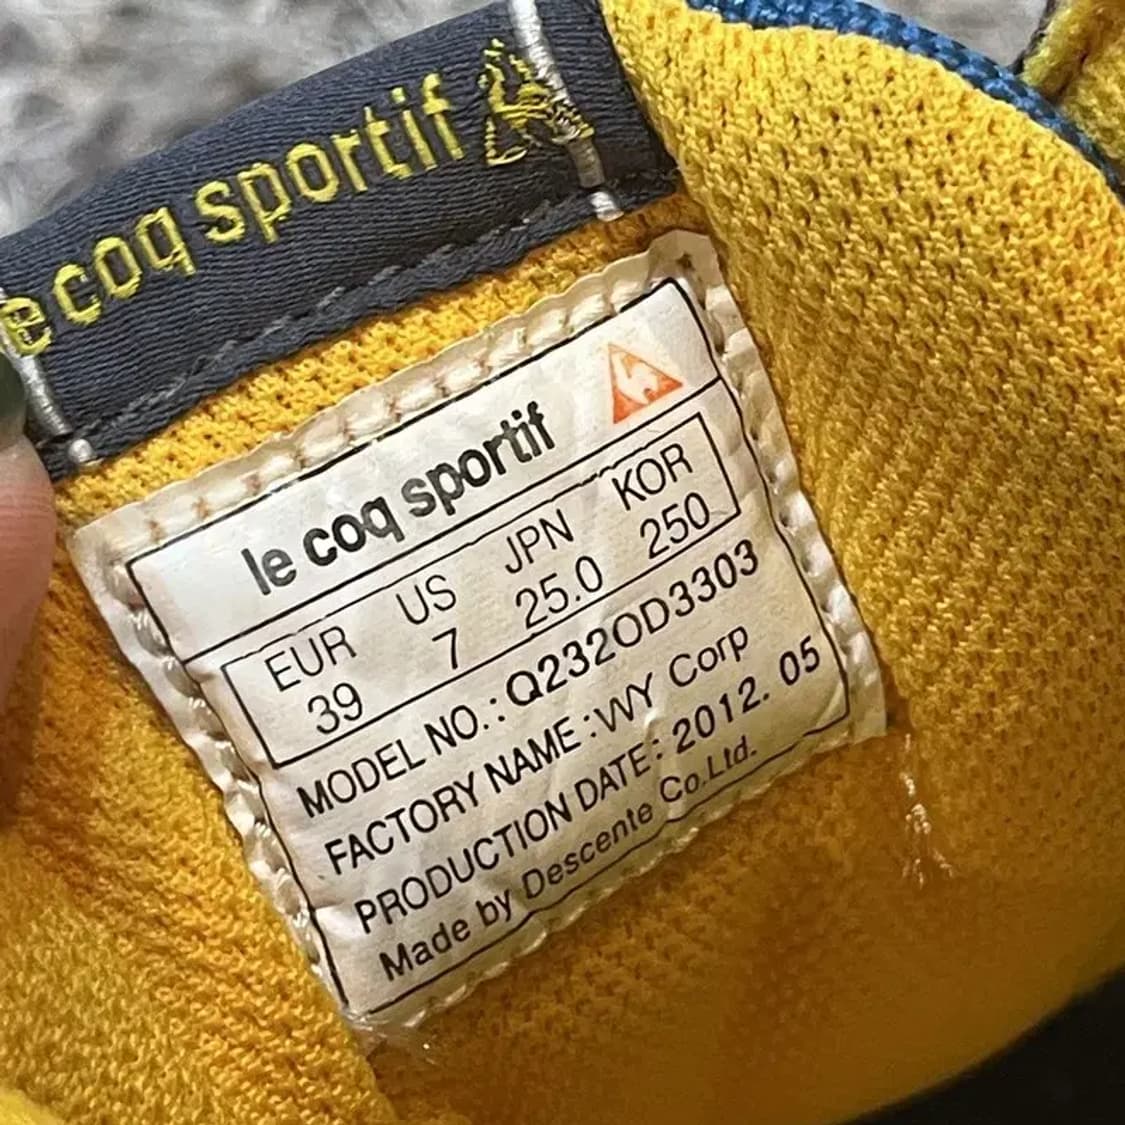 le coq sportif
le coq sportif
EUR US JPN KOR
39 7 25.0 250
MODEL NO.: Q232OD3303
FACTORY NAME : WY Corp
PRODUCTION DATE: 2012. 05
Made by Descente Co.Ltd.